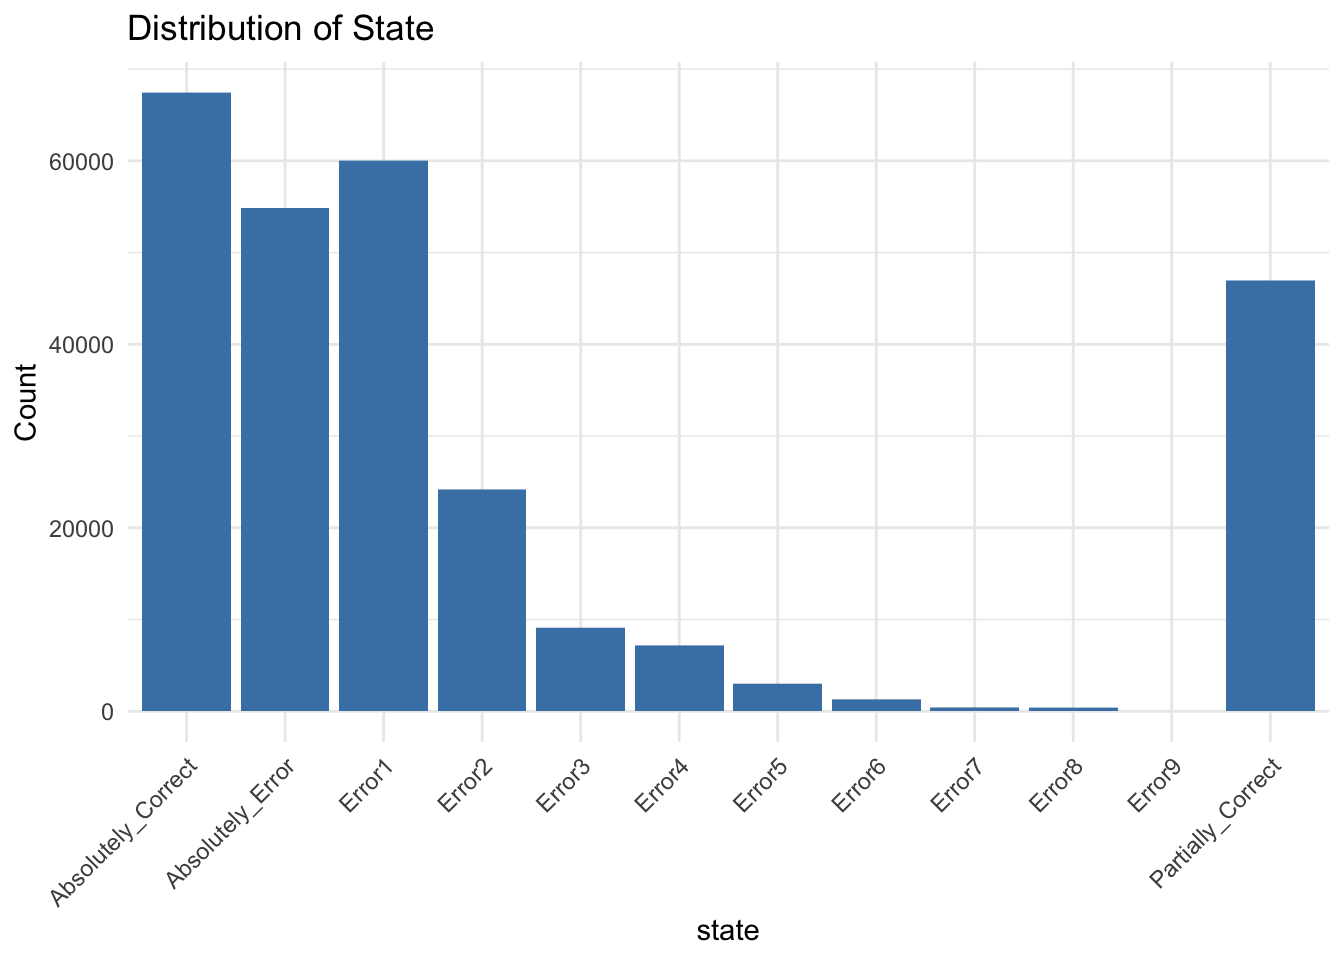 Distribution of State
Count
60000
40000
20000
0
Absolutely_Correct
Absolutely_Error
Error1
Error2
Error3
Error4
Error5
Error6
Error7
Error8
Error9
Partially_Correct
state